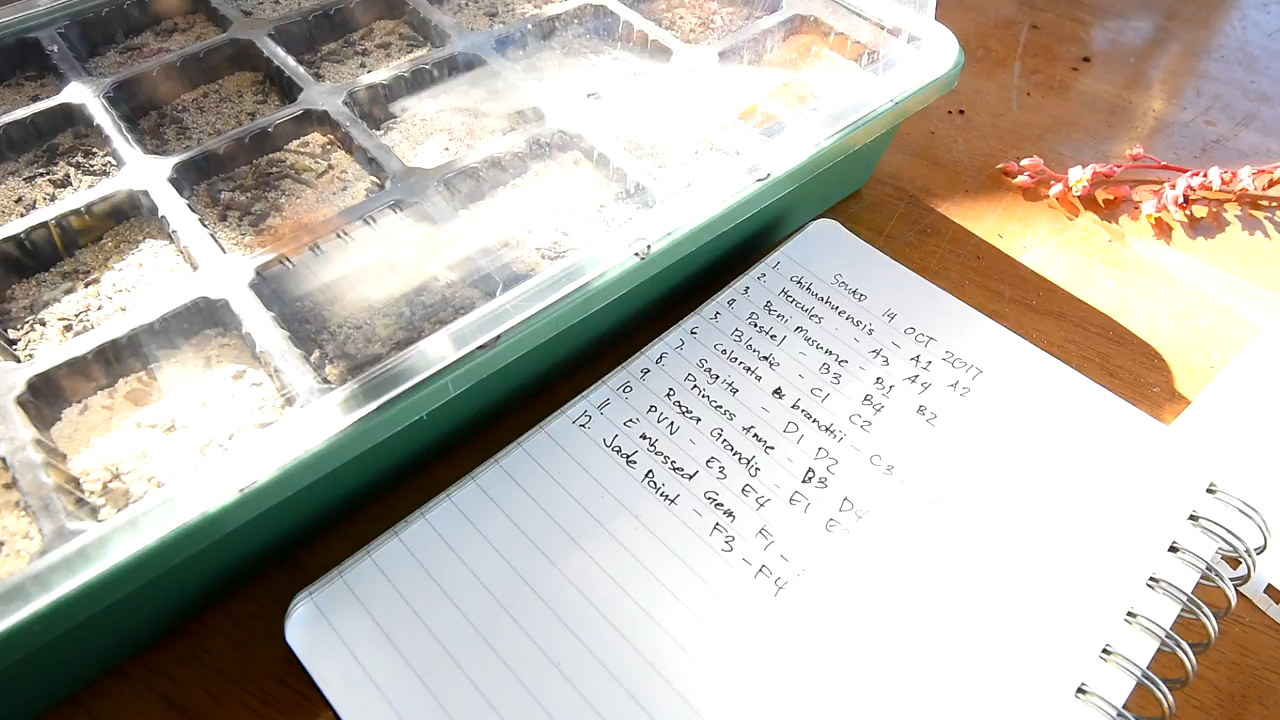 Sowed 14 OCT 2017
1. chihuahuensis - A1 A2
2. Hercules - A3 A4
3. Beni Musume - B1 B2
4. Pastel - B3 B4
5. Blondie - C1 C2
6. Colorata brandtii - C3
7. Sagita - D1 D2
8. Princess Anne - B3 D4
9. Rosea Grandis - E1
10. PVN - E3 E4
11. Embossed Gem F1 -
12. Jade Point - F3 - F4